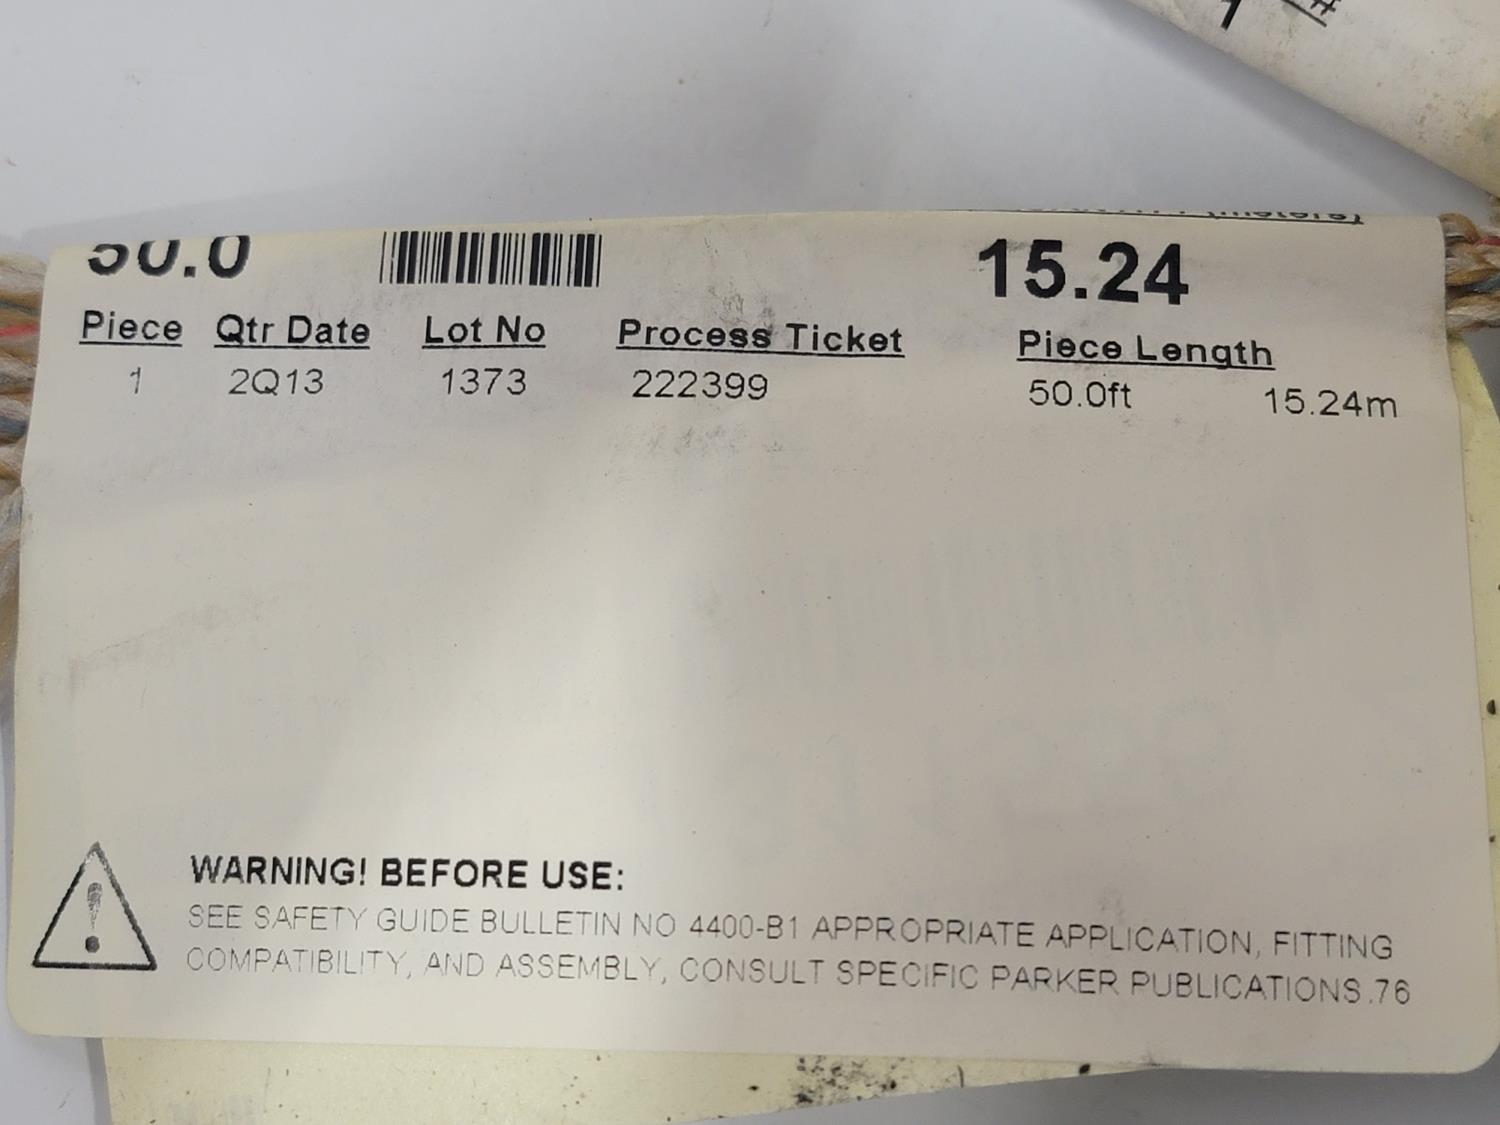 #
1
(meters)
50.0 15.24
Piece Qtr Date Lot No Process Ticket Piece Length
1 2Q13 1373 222399 50.0ft 15.24m
WARNING! BEFORE USE:
SEE SAFETY GUIDE BULLETIN NO 4400-B1 APPROPRIATE APPLICATION, FITTING
COMPATIBILITY, AND ASSEMBLY, CONSULT SPECIFIC PARKER PUBLICATIONS.76